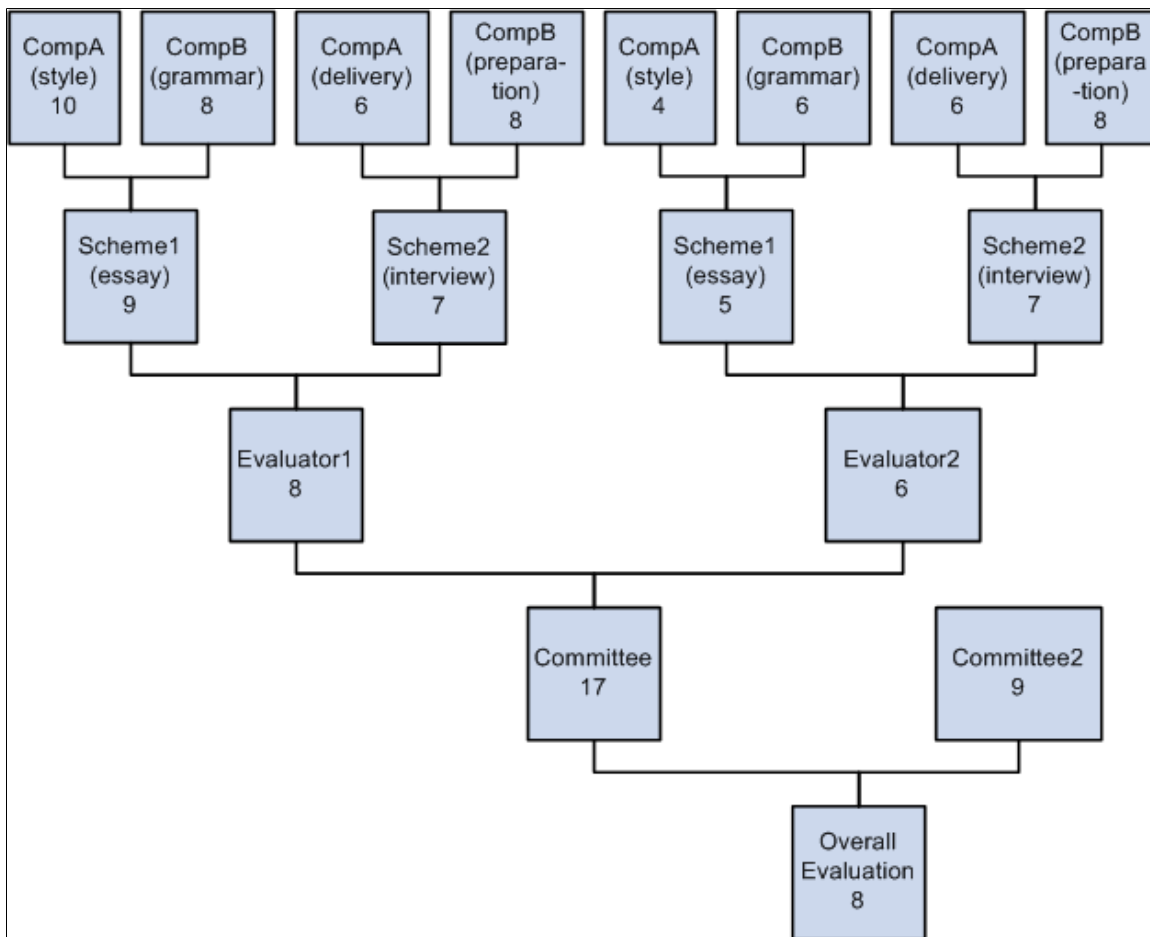 CompA
(style)
10
CompB
(grammar)
8
CompA
(delivery)
6
CompB
(prepara-
tion)
8
CompA
(style)
4
CompB
(grammar)
6
CompA
(delivery)
6
CompB
(prepara
-tion)
8
Scheme1
(essay)
9
Scheme2
(interview)
7
Scheme1
(essay)
5
Scheme2
(interview)
7
Evaluator1
8
Evaluator2
6
Committee
17
Committee2
9
Overall
Evaluation
8